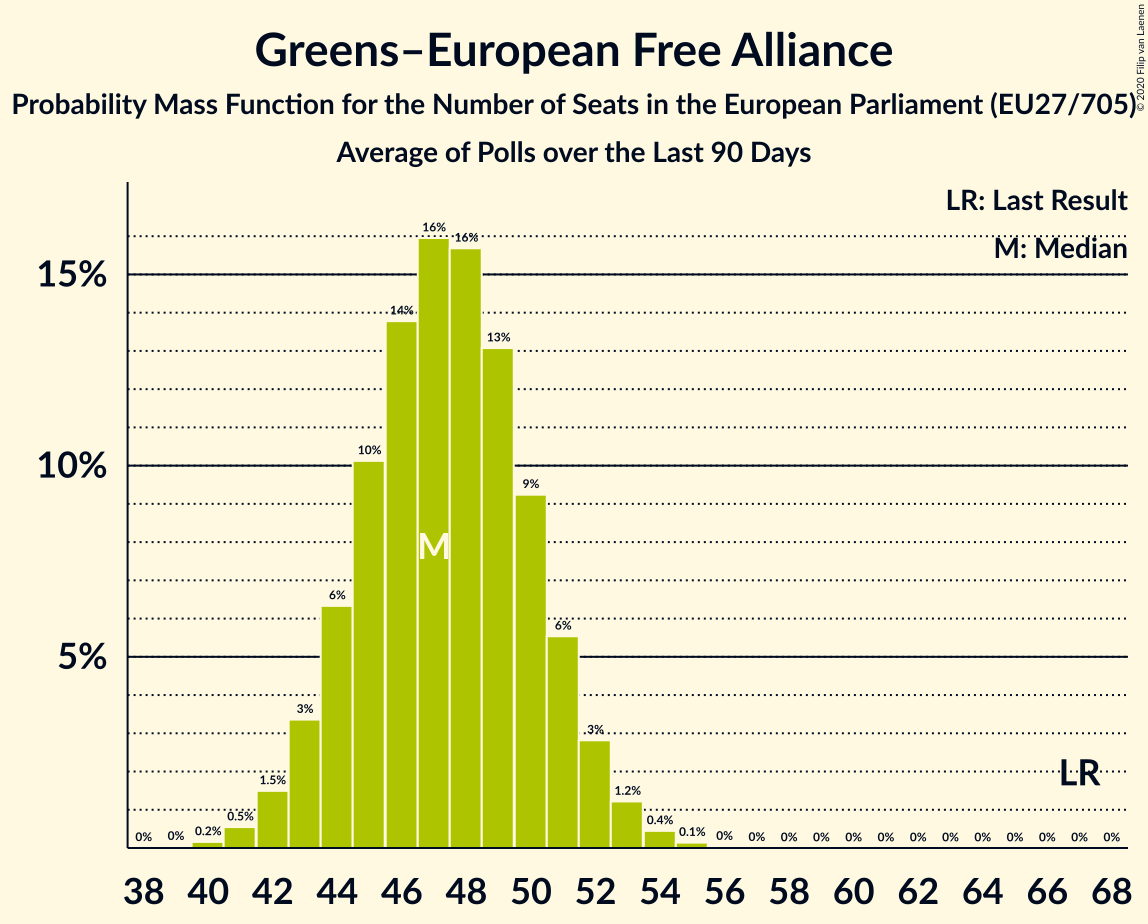 Greens–European Free Alliance
Probability Mass Function for the Number of Seats in the European Parliament (EU27/705)
Average of Polls over the Last 90 Days
© 2020 Filip van Laenen
LR: Last Result
M: Median
15%
10%
5%
0% 0% 0.2% 0.5% 1.5% 3% 6% 10% 14% 16% 16% 13% 9% 6% 3% 1.2% 0.4% 0.1% 0% 0% 0% 0% 0% 0% 0% 0% 0% 0% 0% 0% 0%
M
LR
38 40 42 44 46 48 50 52 54 56 58 60 62 64 66 68